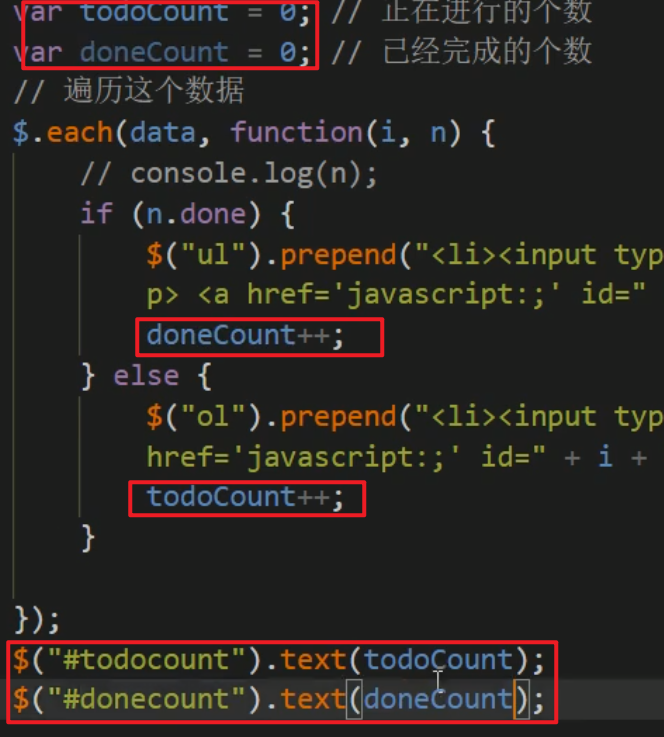 var todoCount = 0; // 正在进行的个数
var doneCount = 0; // 已经完成的个数
// 遍历这个数据
$.each(data, function(i, n) {
// console.log(n);
if (n.done) {
$("ul").prepend("<li><input typ
p> <a href='javascript:;' id="
doneCount++;
} else {
$("ol").prepend("<li><input typ
href='javascript:;' id=" + i +
todoCount++;
}
});
$("#todocount").text(todoCount);
$("#donecount").text(doneCount);